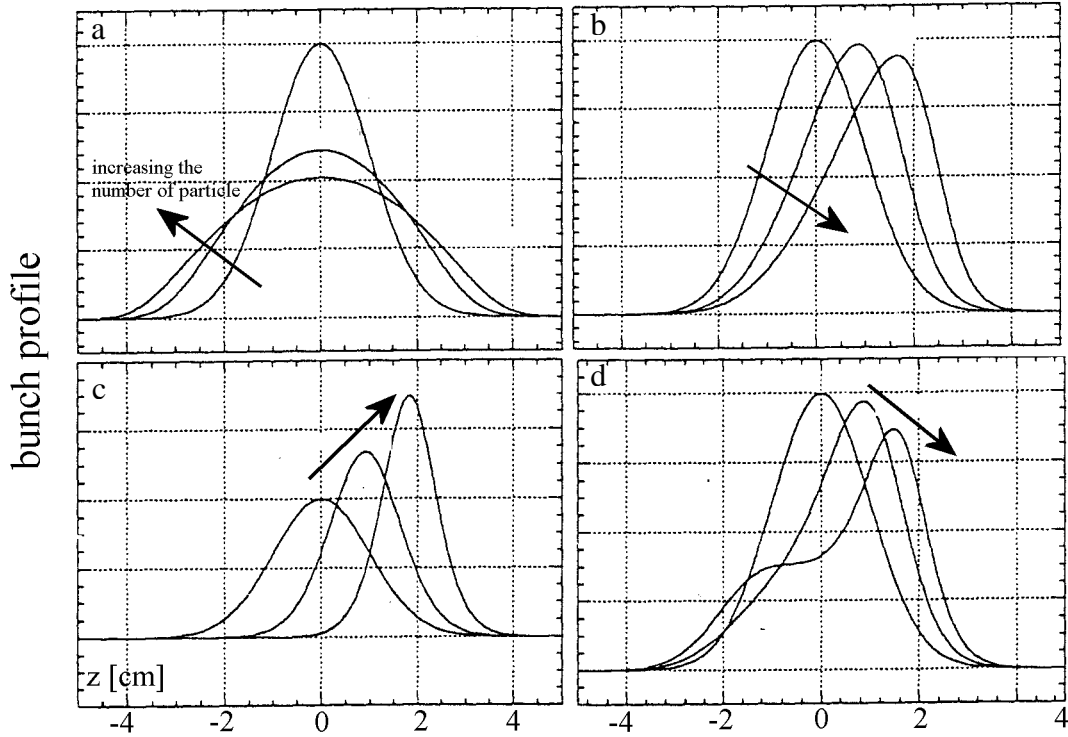 a
b
increasing the
number of particle
bunch profile
c
d
z [cm]
-4 -2 0 2 4
-4 -2 0 2 4